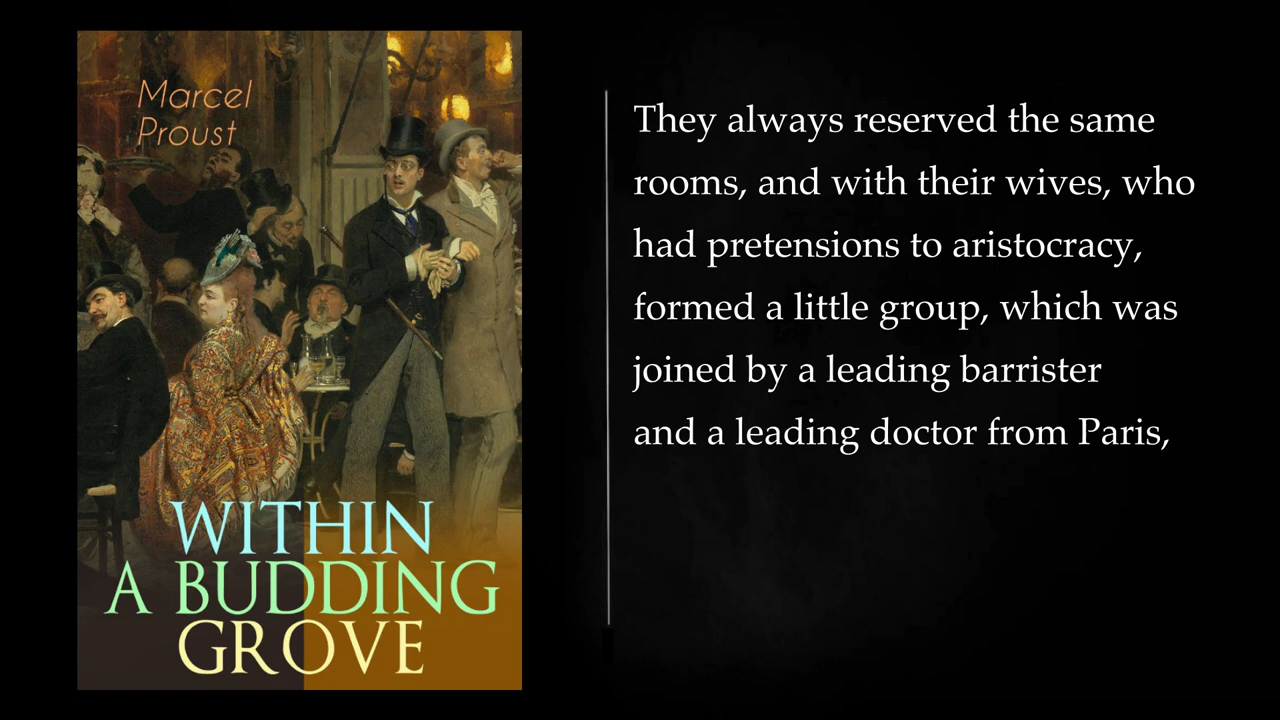 Marcel
Proust
WITHIN
A BUDDING
GROVE
They always reserved the same
rooms, and with their wives, who
had pretensions to aristocracy,
formed a little group, which was
joined by a leading barrister
and a leading doctor from Paris,